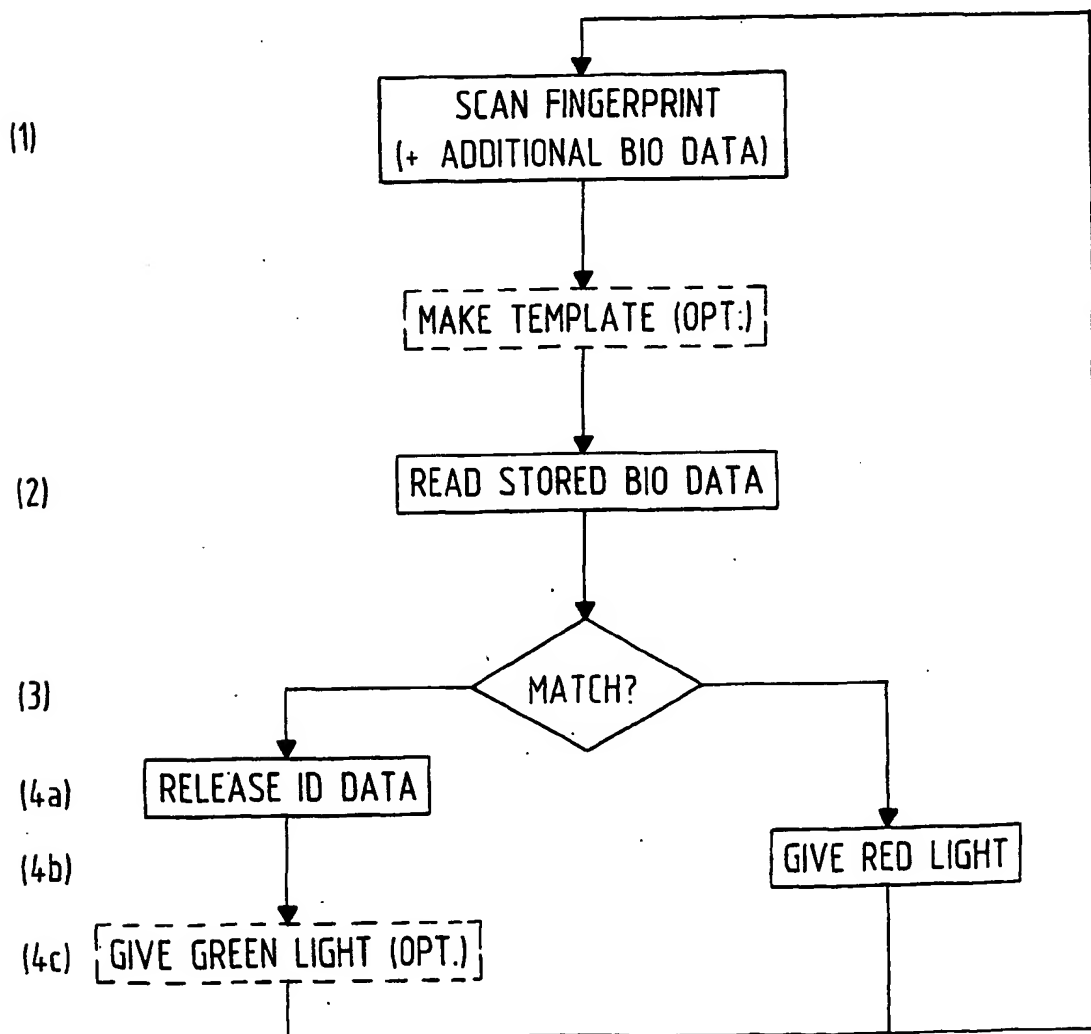 (1)
SCAN FINGERPRINT
(+ ADDITIONAL BIO DATA)
MAKE TEMPLATE (OPT.)
(2)
READ STORED BIO DATA
(3)
MATCH?
(4a)
RELEASE ID DATA
(4b)
GIVE RED LIGHT
(4c)
GIVE GREEN LIGHT (OPT.)